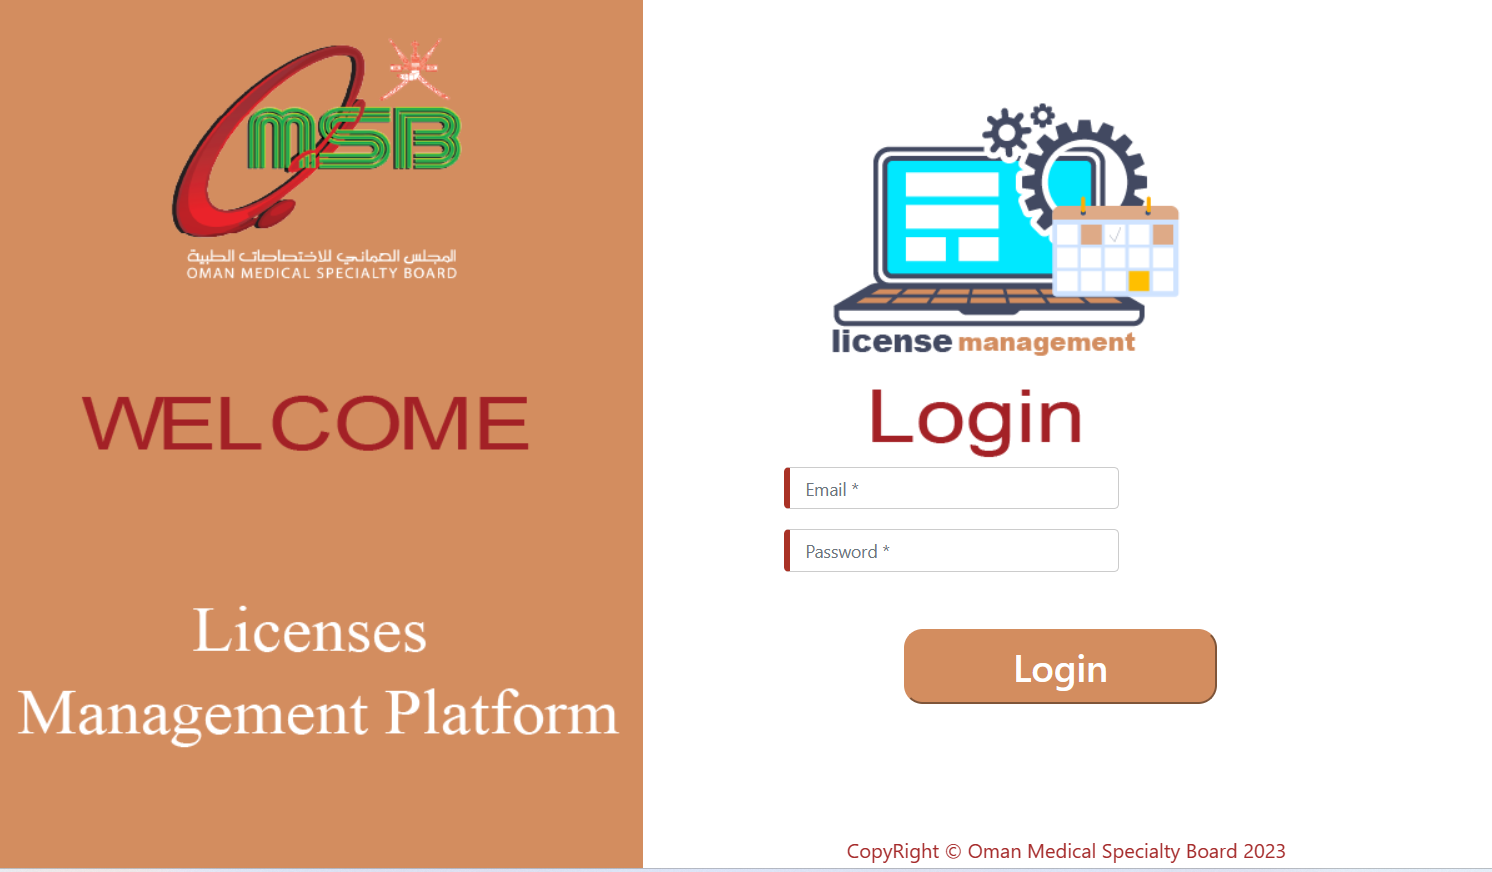 OMSB
المجلس العماني للاختصاصات الطبية
OMAN MEDICAL SPECIALTY BOARD
WELCOME
Licenses
Management Platform
license management
Login
Email *
Password *
Login
CopyRight © Oman Medical Specialty Board 2023